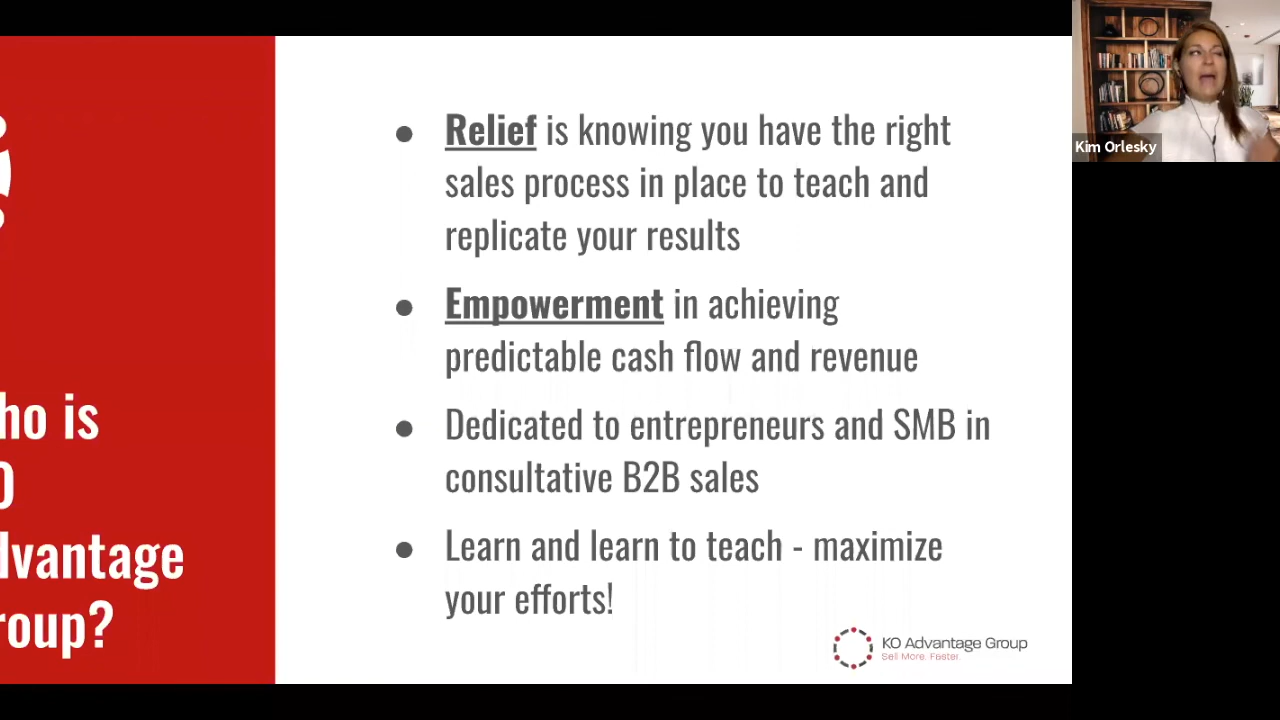 ho is
O
dvantage
roup?
Relief is knowing you have the right
sales process in place to teach and
replicate your results
Empowerment in achieving
predictable cash flow and revenue
Dedicated to entrepreneurs and SMB in
consultative B2B sales
Learn and learn to teach - maximize
your efforts!
KO Advantage Group
Sell More. Faster.
Kim Orlesky